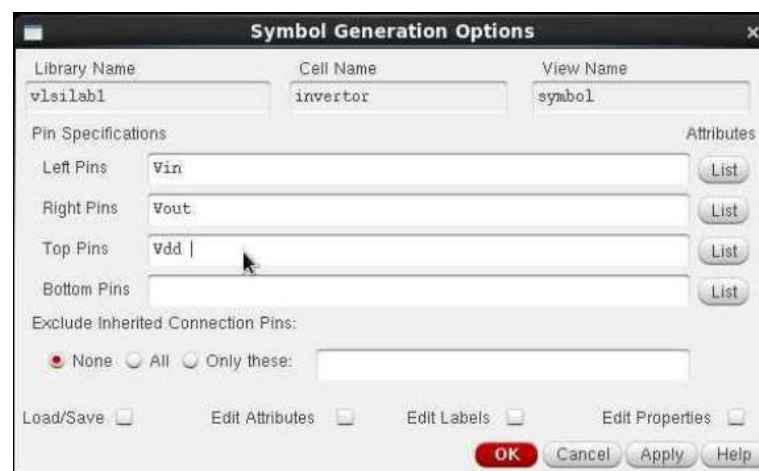 Symbol Generation Options
Library Name Cell Name View Name
vlsilab1 invertor symbol
Pin Specifications Attributes
Left Pins Vin List
Right Pins Vout List
Top Pins Vdd List
Bottom Pins List
Exclude Inherited Connection Pins:
None All Only these:
Load/Save Edit Attributes Edit Labels Edit Properties
OK Cancel Apply Help